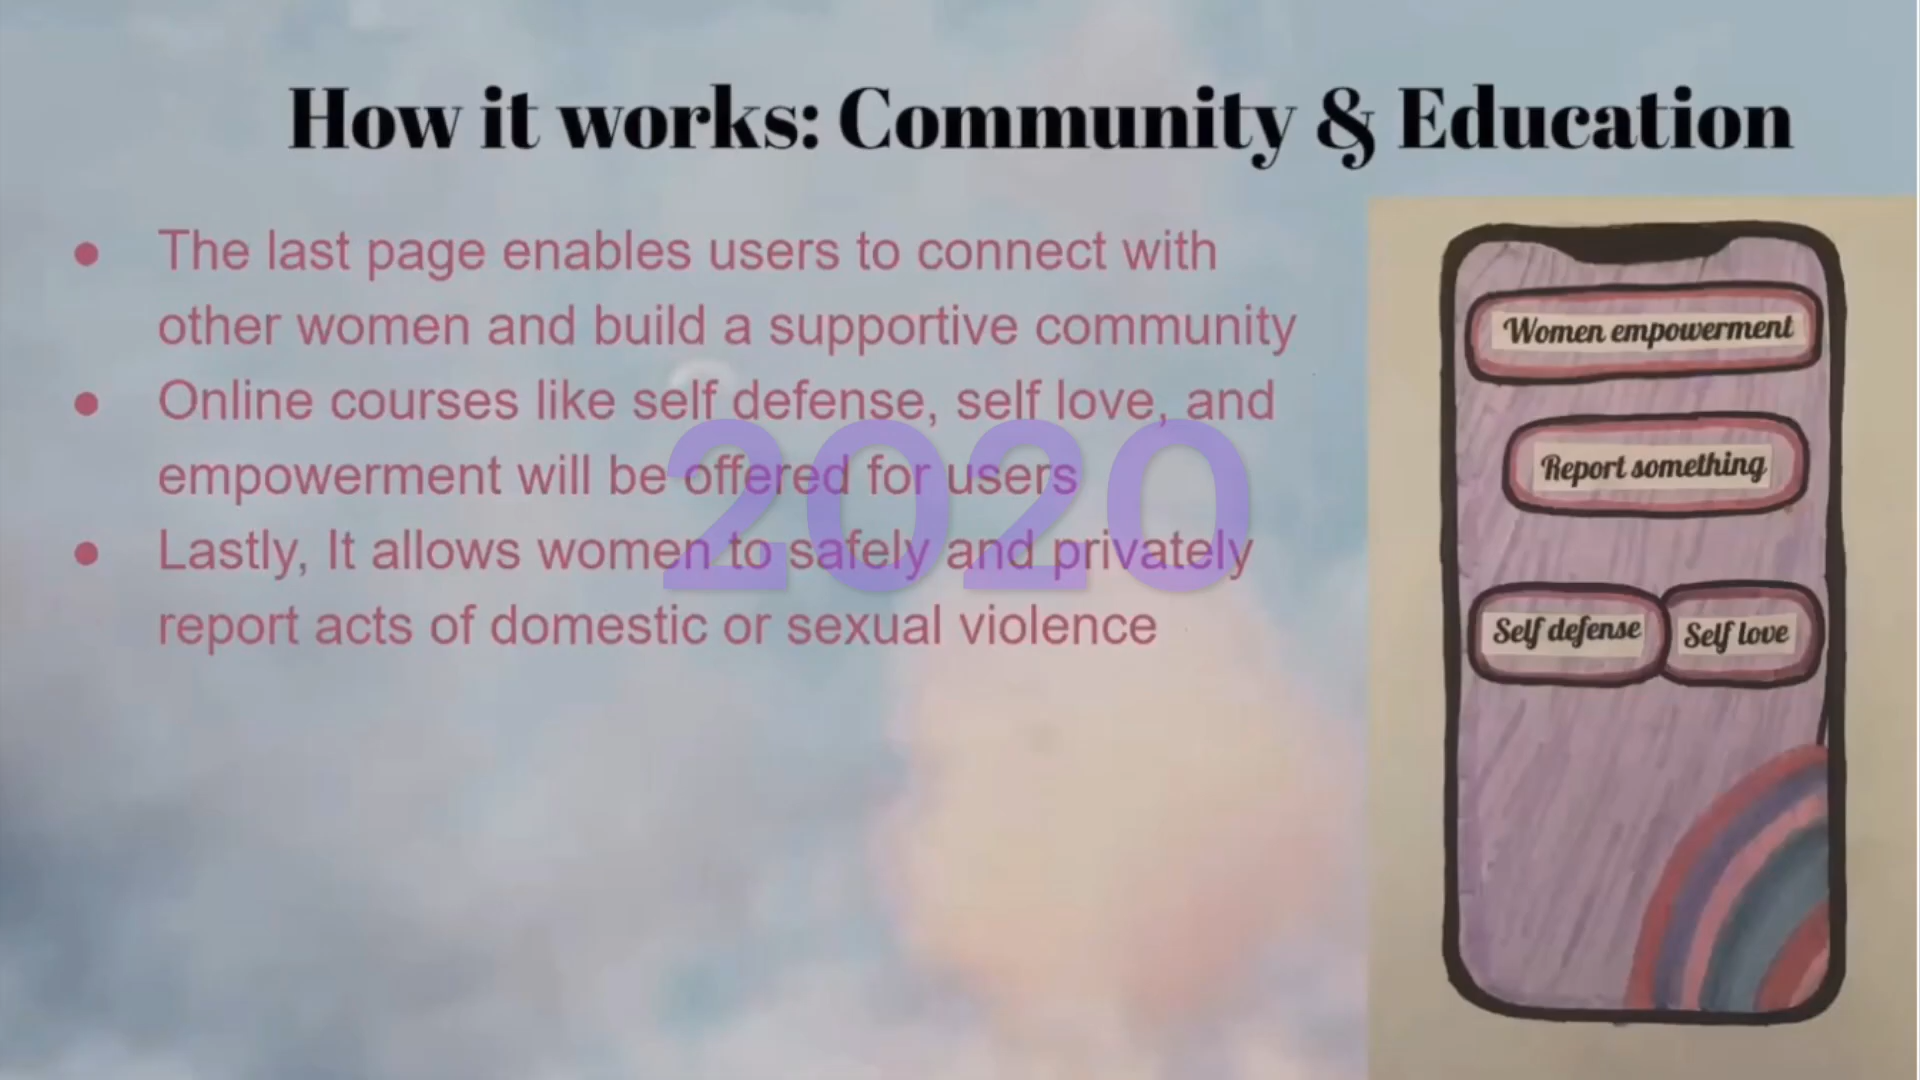 How it works: Community & Education
● The last page enables users to connect with
other women and build a supportive community
● Online courses like self defense, self love, and
empowerment will be offered for users
● Lastly, It allows women to safely and privately
report acts of domestic or sexual violence
2020
Women empowerment
Report something
Self defense
Self love